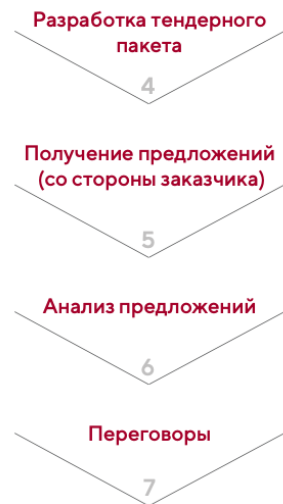 Разработка тендерного
пакета
4
Получение предложений
(со стороны заказчика)
5
Анализ предложений
6
Переговоры
7